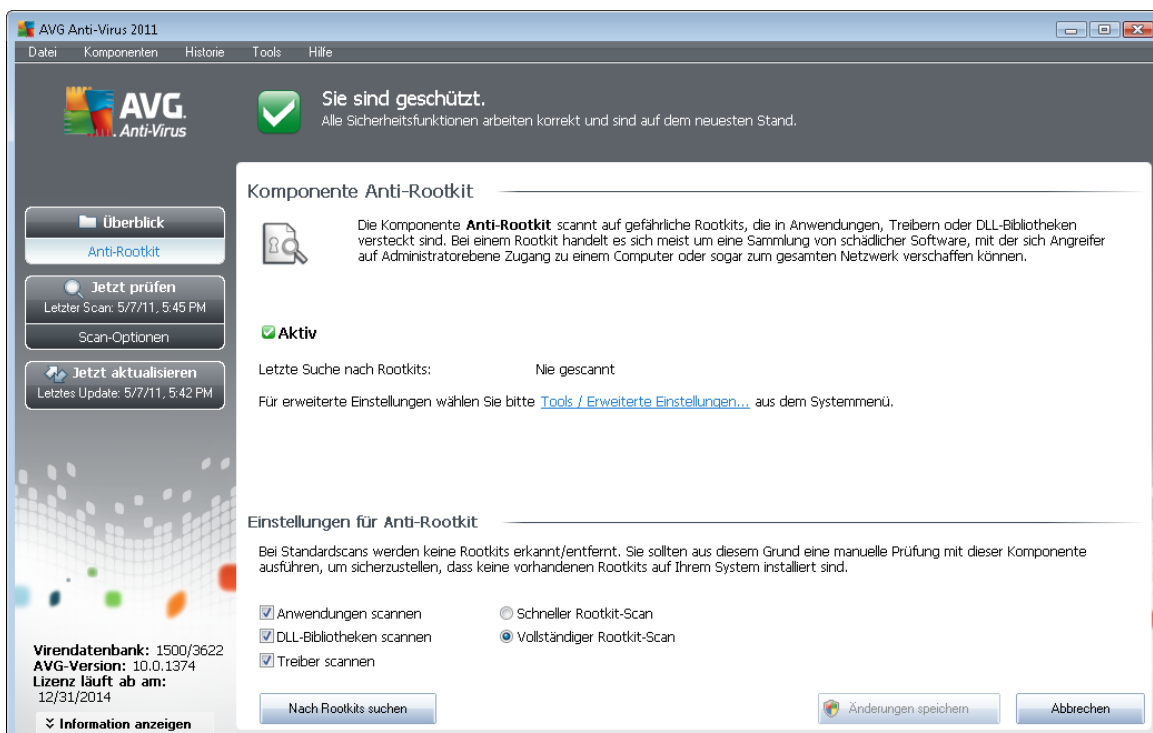 AVG Anti-Virus 2011
Datei Komponenten Historie Tools Hilfe
AVG.
Anti-Virus
Sie sind geschützt.
Alle Sicherheitsfunktionen arbeiten korrekt und sind auf dem neuesten Stand.
Überblick
Anti-Rootkit
Jetzt prüfen
Letzter Scan: 5/7/11, 5:45 PM
Scan-Optionen
Jetzt aktualisieren
Letztes Update: 5/7/11, 5:42 PM
Virendatenbank: 1500/3622
AVG-Version: 10.0.1374
Lizenz läuft ab am:
12/31/2014
Information anzeigen
Komponente Anti-Rootkit
Die Komponente Anti-Rootkit scannt auf gefährliche Rootkits, die in Anwendungen, Treibern oder DLL-Bibliotheken
versteckt sind. Bei einem Rootkit handelt es sich meist um eine Sammlung von schädlicher Software, mit der sich Angreifer
auf Administratorebene Zugang zu einem Computer oder sogar zum gesamten Netzwerk verschaffen können.
Aktiv
Letzte Suche nach Rootkits: Nie gescannt
Für erweiterte Einstellungen wählen Sie bitte Tools / Erweiterte Einstellungen... aus dem Systemmenü.
Einstellungen für Anti-Rootkit
Bei Standardscans werden keine Rootkits erkannt/entfernt. Sie sollten aus diesem Grund eine manuelle Prüfung mit dieser Komponente
ausführen, um sicherzustellen, dass keine vorhandenen Rootkits auf Ihrem System installiert sind.
Anwendungen scannen Schneller Rootkit-Scan
DLL-Bibliotheken scannen Vollständiger Rootkit-Scan
Treiber scannen
Nach Rootkits suchen Änderungen speichern Abbrechen